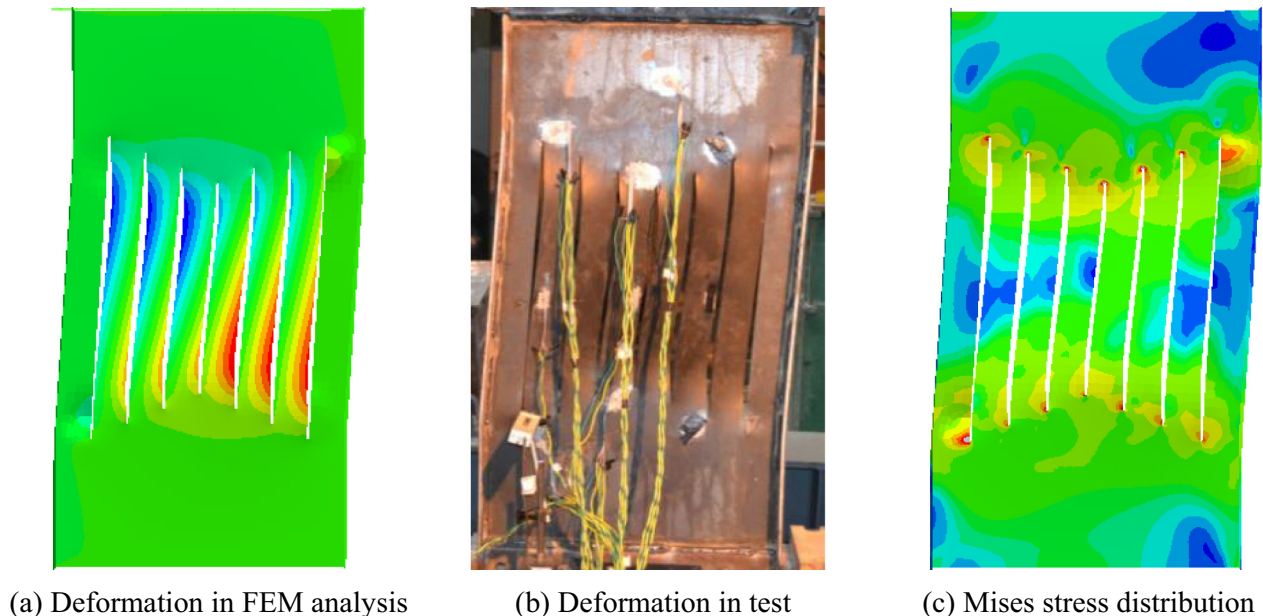 (a) Deformation in FEM analysis
(b) Deformation in test
(c) Mises stress distribution